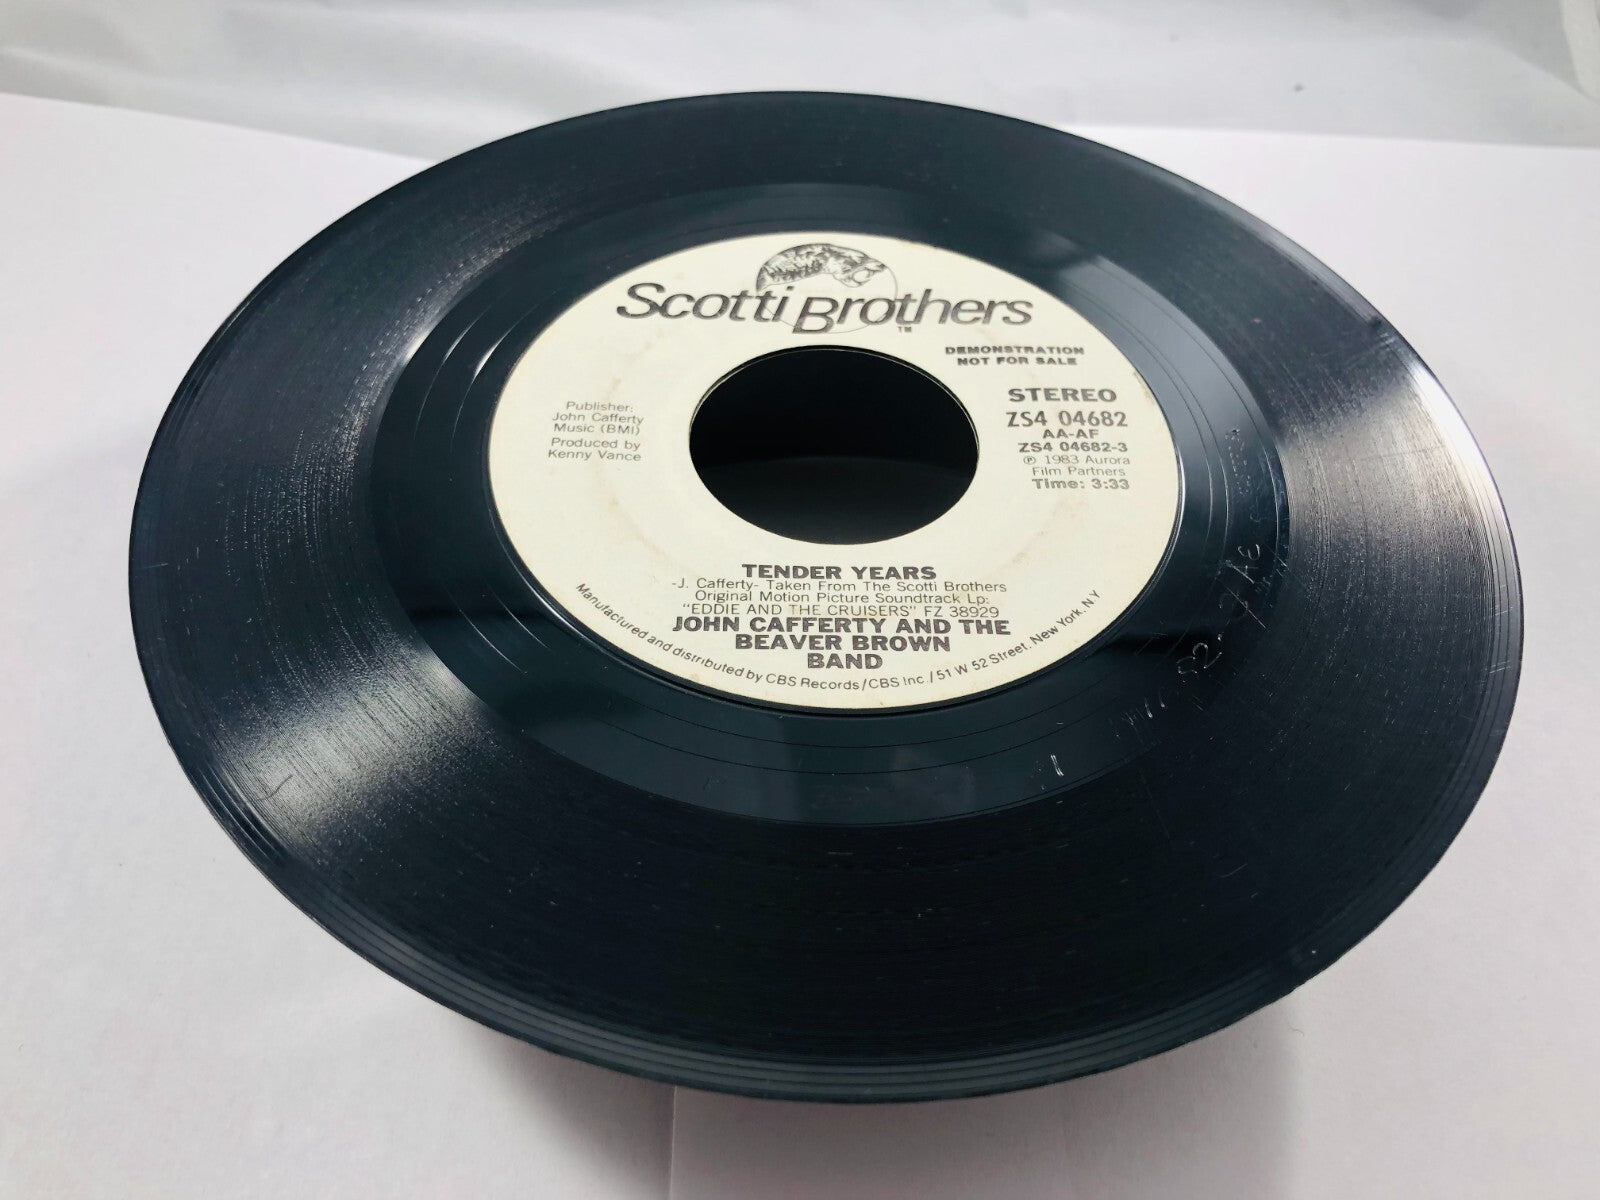 Scotti Brothers
TM
DEMONSTRATION
NOT FOR SALE
STEREO
ZS4 04682
AA-AF
ZS4 04682-3
℗ 1983 Aurora
Film Partners
Time: 3:33
Publisher:
John Cafferty
Music (BMI)
Produced by
Kenny Vance
TENDER YEARS
-J. Cafferty- Taken From The Scotti Brothers
Original Motion Picture Soundtrack Lp:
"EDDIE AND THE CRUISERS" FZ 38929
JOHN CAFFERTY AND THE
BEAVER BROWN
BAND
Manufactured and distributed by CBS Records/CBS Inc./51 W 52 Street, New York, N.Y